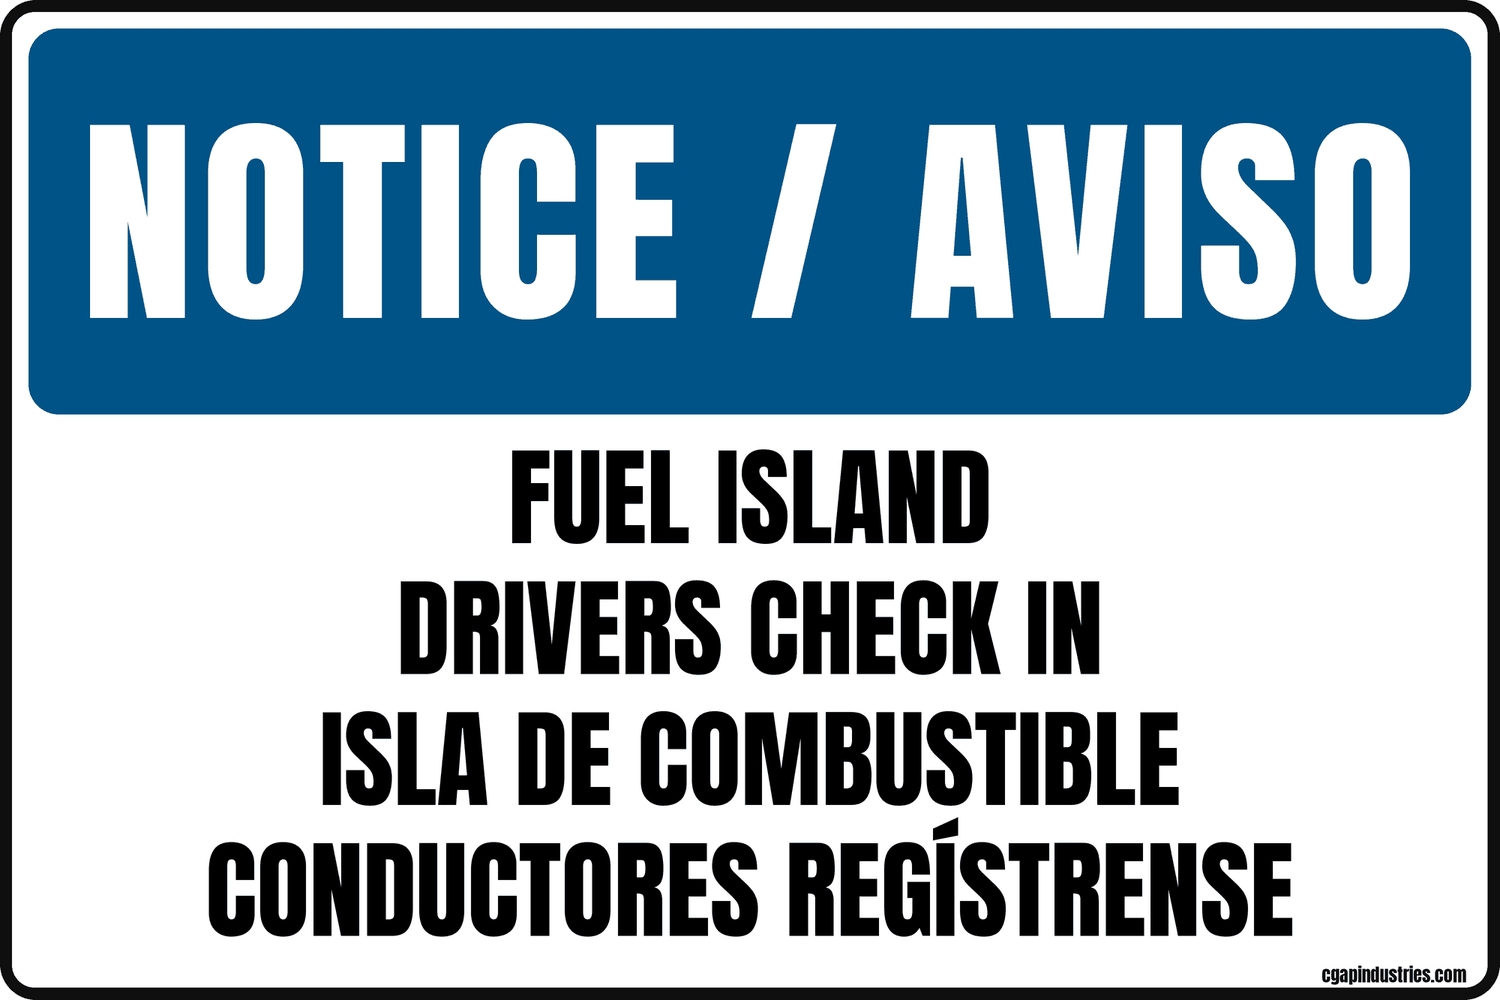 NOTICE / AVISO
FUEL ISLAND
DRIVERS CHECK IN
ISLA DE COMBUSTIBLE
CONDUCTORES REGÍSTRENSE
cgapindustries.com